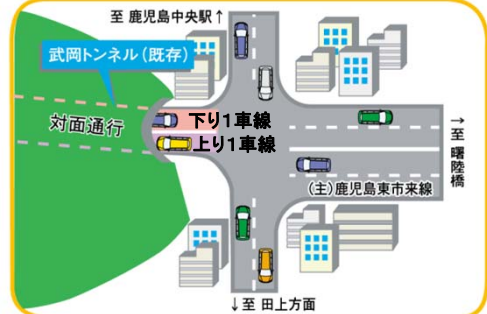 至 鹿児島中央駅↑
武岡トンネル(既存)
対面通行
下り1車線
上り1車線
→至 曙陸橋
(主)鹿児島東市来線
↓至 田上方面